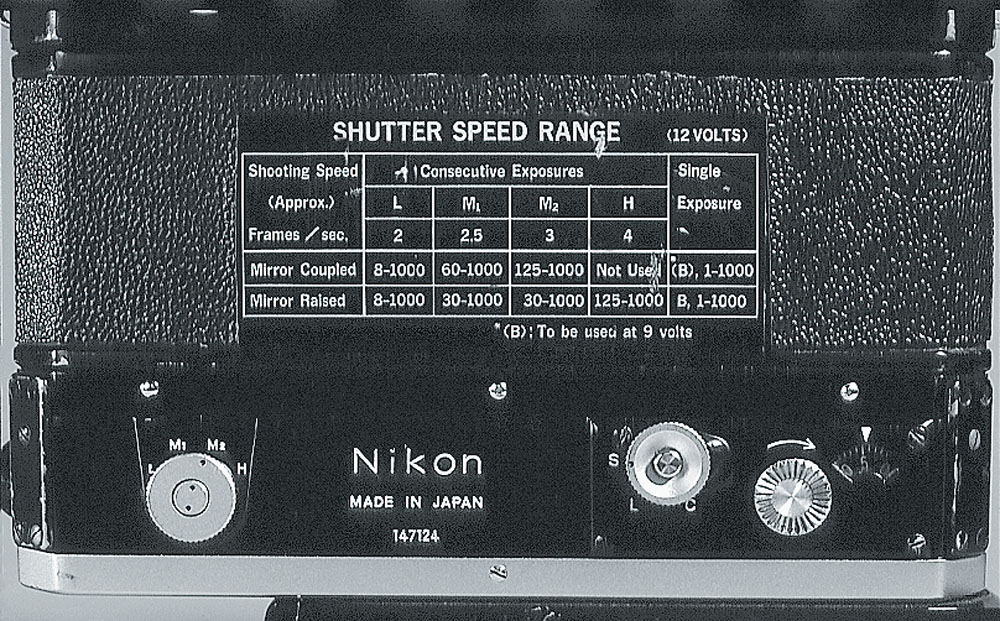 SHUTTER SPEED RANGE (12 VOLTS)
Shooting Speed Consecutive Exposures Single
(Approx.) L M₁ M₂ H Exposure
Frames / sec. 2 2.5 3 4
Mirror Coupled 8-1000 60-1000 125-1000 Not Used (B), 1-1000
Mirror Raised 8-1000 30-1000 30-1000 125-1000 B, 1-1000
*(B): To be used at 9 volts
M₁ M₂
L H
S
Nikon
L C
MADE IN JAPAN
147124